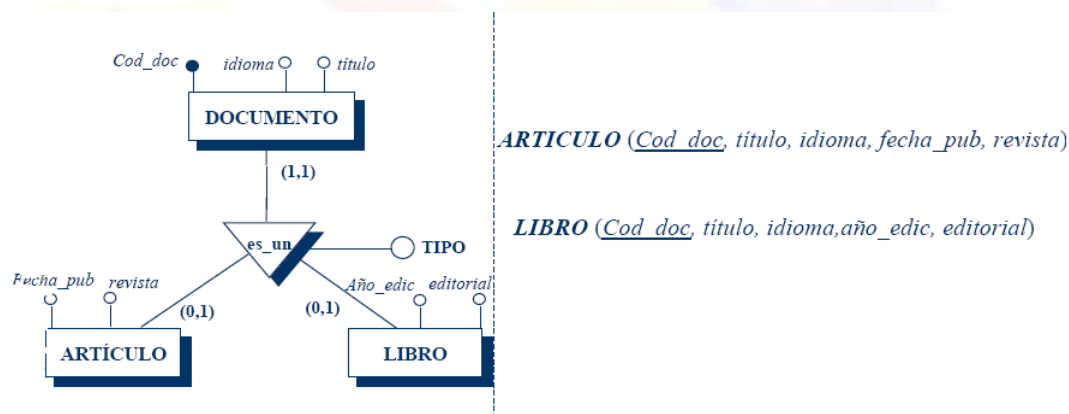 Cod_doc idioma título
DOCUMENTO
(1,1)
es_un TIPO
Fecha_pub revista Año_edic editorial
(0,1) (0,1)
ARTÍCULO LIBRO
ARTICULO (Cod_doc, título, idioma, fecha_pub, revista)
LIBRO (Cod_doc, título, idioma,año_edic, editorial)